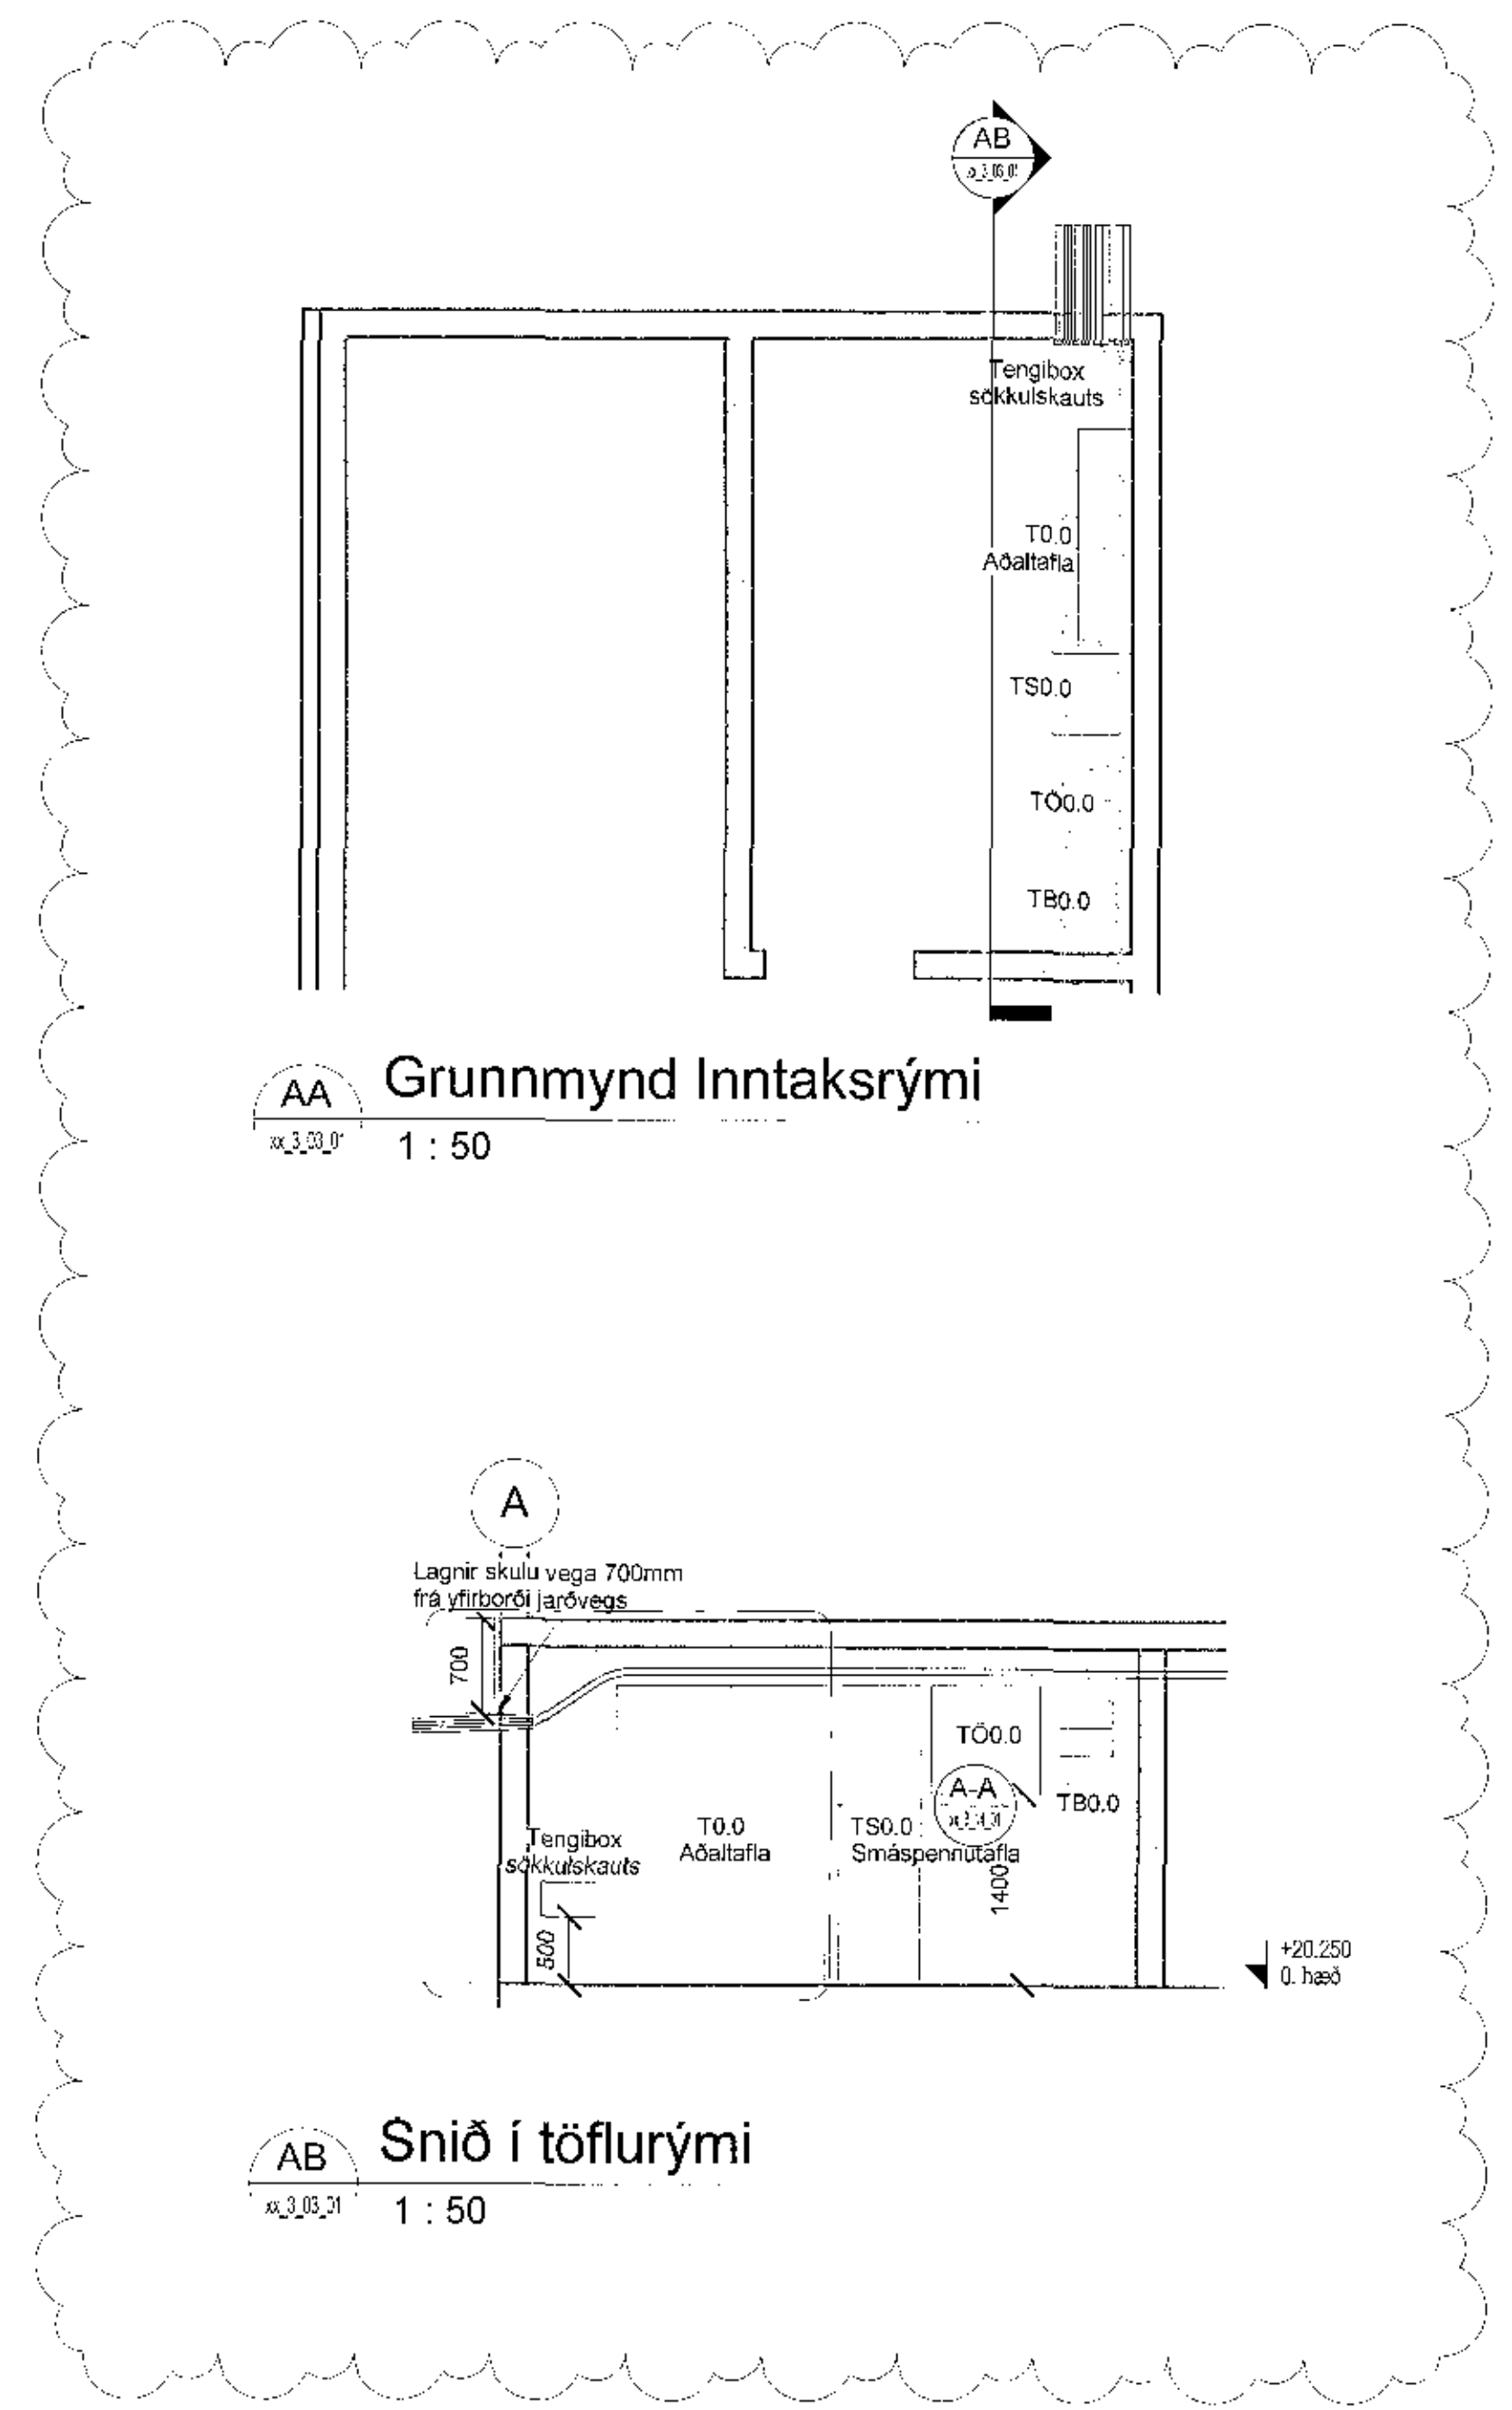 AB
Tengibox
sökkulskauts
T0.0
Aðaltafla
TS0.0
TÖ0.0
TB0.0
AA
Grunnmynd Inntaksrými
xx_3_03_01
1 : 50
A
Lagnir skulu vega 700mm
frá yfirborði jarðvegs
700
TÖ0.0
A-A
TB0.0
T0.0
Aðaltafla
TS0.0
Smáspennutafla
Tengibox
sökkulskauts
1400
500
+20.250
0. hæð
AB
Snið í töflurými
xx_3_03_01
1 : 50